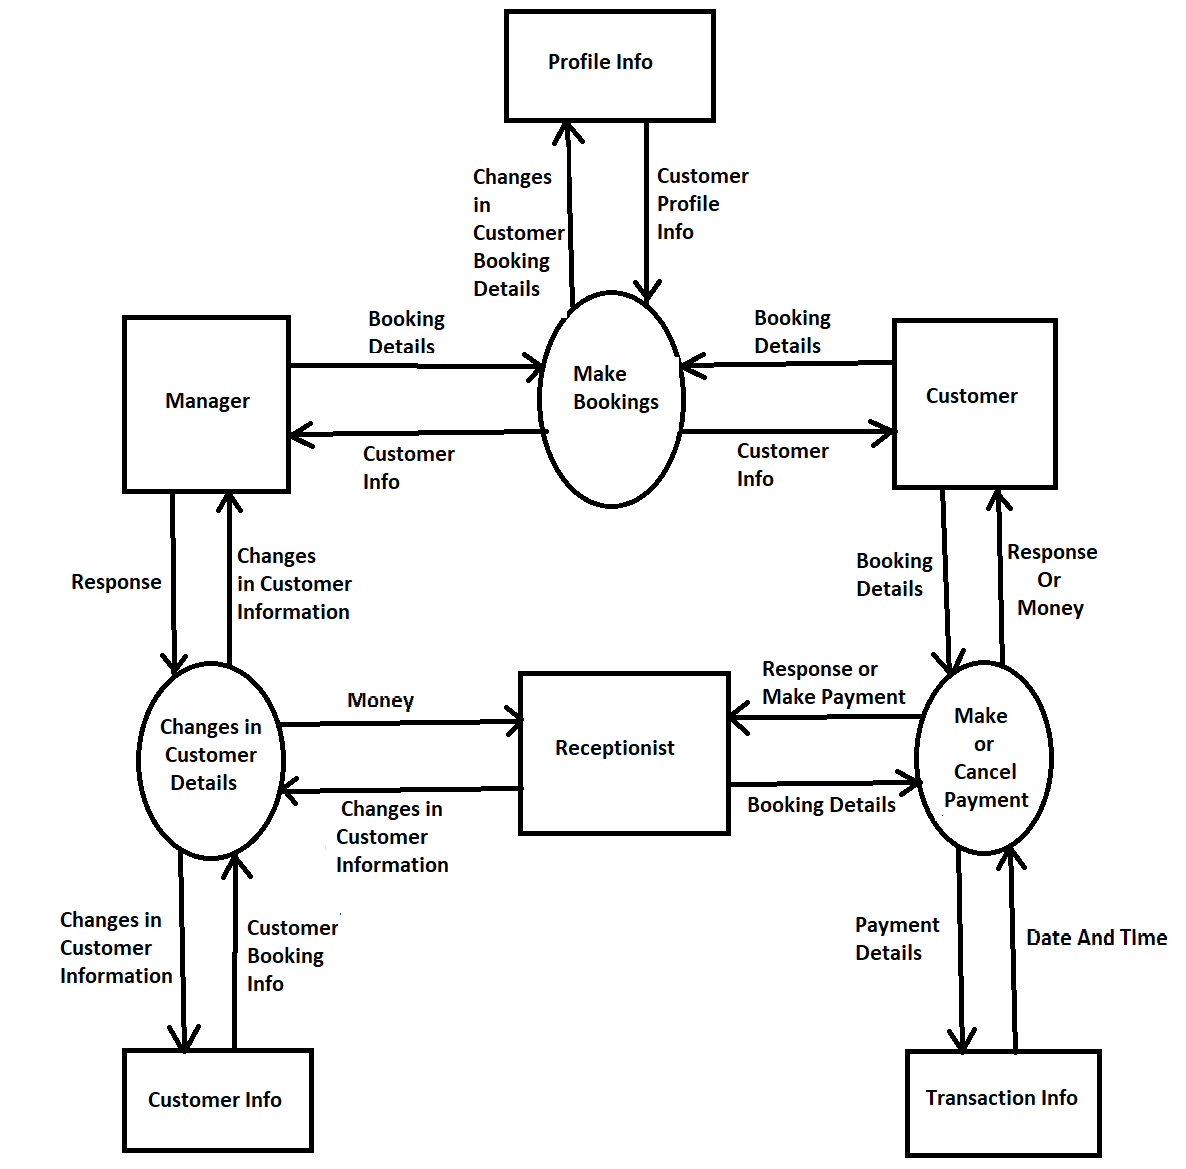 Profile Info
Changes
in
Customer
Booking
Details
Customer
Profile
Info
Booking
Details
Booking
Details
Manager
Make
Bookings
Customer
Customer
Info
Customer
Info
Response
Changes
in Customer
Information
Booking
Details
Response
Or
Money
Changes in
Customer
Details
Money
Receptionist
Response or
Make Payment
Make
or
Cancel
Payment
Changes in
Customer
Information
Booking Details
Changes in
Customer
Information
Customer
Booking
Info
Payment
Details
Date And TIme
Customer Info
Transaction Info